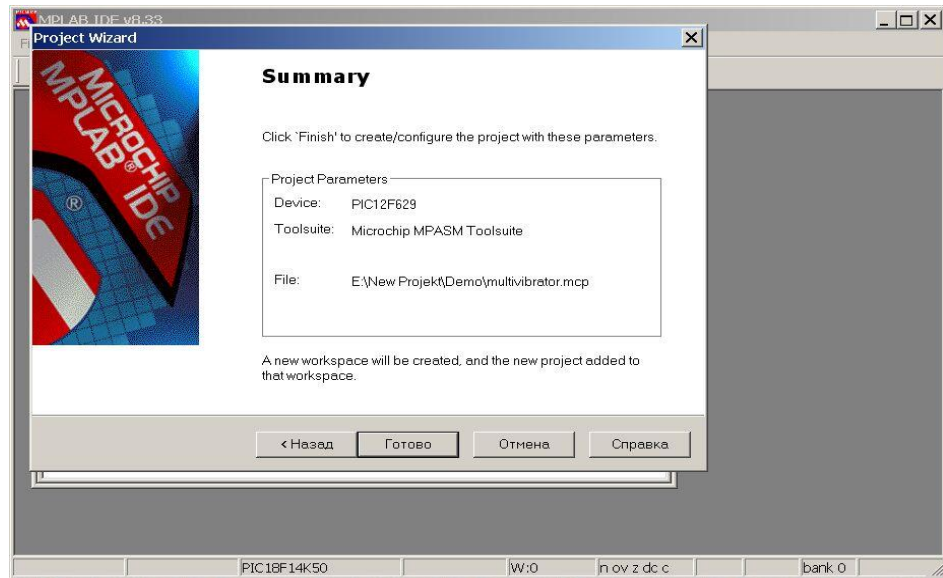 MPLAB IDE v8.33
Project Wizard
MICROCHIP
MPLAB® IDE
®
Summary
Click `Finish' to create/configure the project with these parameters.
Project Parameters
Device: PIC12F629
Toolsuite: Microchip MPASM Toolsuite
File: E:\New Projekt\Demo\multivibrator.mcp
A new workspace will be created, and the new project added to
that workspace.
< Назад Готово Отмена Справка
PIC18F14K50 W:0 n ov z dc c bank 0